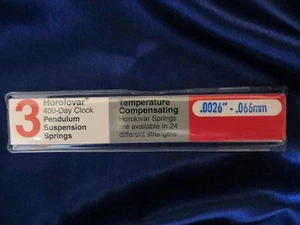 3
Horolovar®
400-Day Clock
Pendulum
Suspension
Springs
Temperature
Compensating
Horolovar Springs
are available in 24
different strengths
.0026" - .066mm